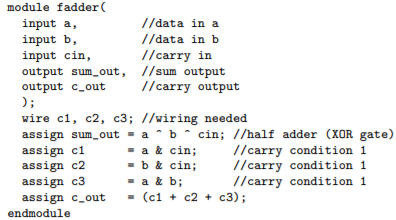 module fadder(
input a, //data in a
input b, //data in b
input cin, //carry in
output sum_out, //sum output
output c_out //carry output
);
wire c1, c2, c3; //wiring needed
assign sum_out = a ^ b ^ cin; //half adder (XOR gate)
assign c1 = a & cin; //carry condition 1
assign c2 = b & cin; //carry condition 1
assign c3 = a & b; //carry condition 1
assign c_out = (c1 + c2 + c3);
endmodule